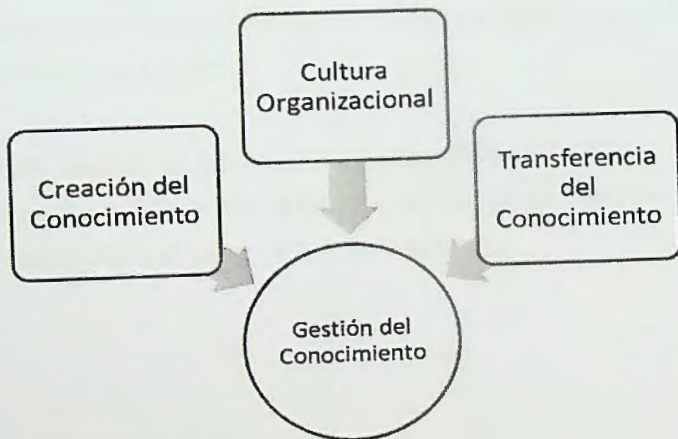 Cultura
Organizacional
Creación del
Conocimiento
Transferencia
del
Conocimiento
Gestión del
Conocimiento